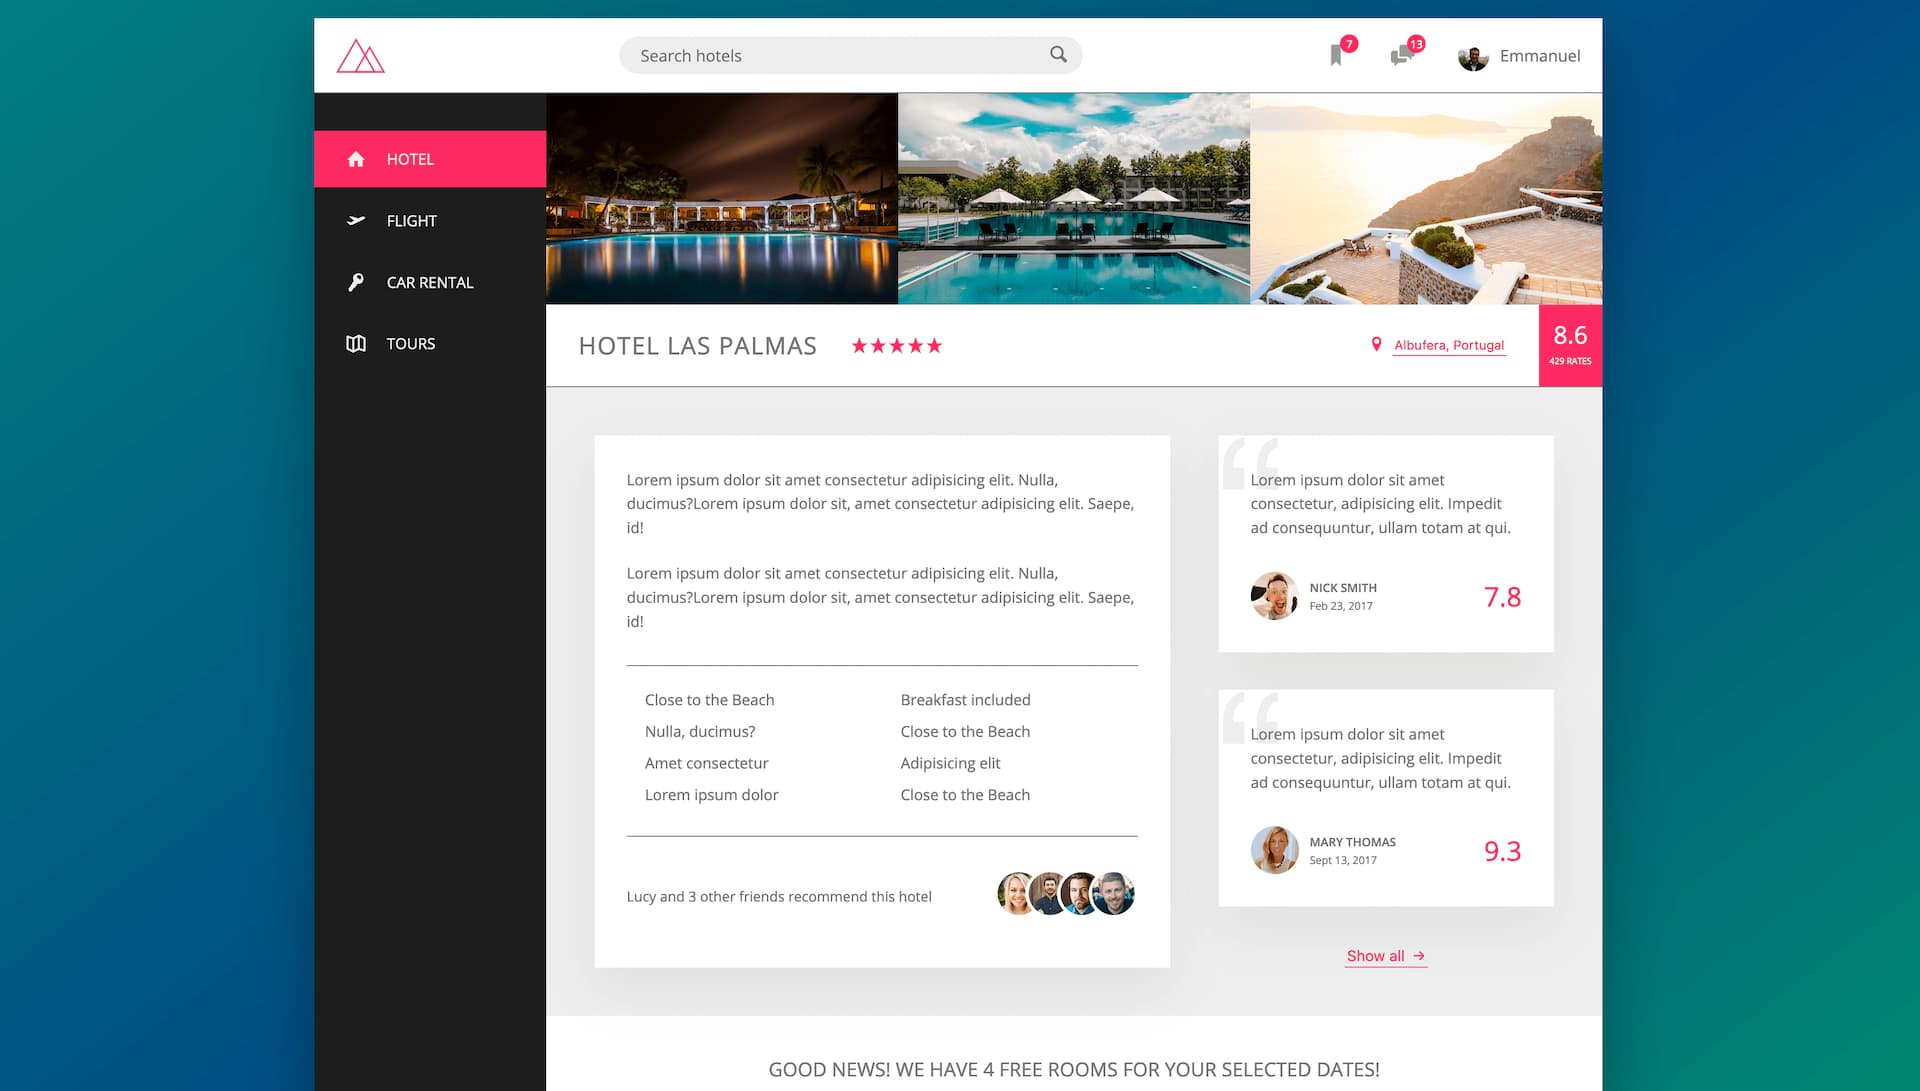 Search hotels
7
13
Emmanuel
HOTEL
FLIGHT
CAR RENTAL
TOURS
HOTEL LAS PALMAS
Albufera, Portugal
8.6
429 RATES
Lorem ipsum dolor sit amet consectetur adipisicing elit. Nulla,
ducimus?Lorem ipsum dolor sit, amet consectetur adipisicing elit. Saepe,
id!
Lorem ipsum dolor sit amet consectetur adipisicing elit. Nulla,
ducimus?Lorem ipsum dolor sit, amet consectetur adipisicing elit. Saepe,
id!
Close to the Beach
Breakfast included
Nulla, ducimus?
Close to the Beach
Amet consectetur
Adipisicing elit
Lorem ipsum dolor
Close to the Beach
Lucy and 3 other friends recommend this hotel
“
Lorem ipsum dolor sit amet
consectetur, adipisicing elit. Impedit
ad consequuntur, ullam totam at qui.
NICK SMITH
Feb 23, 2017
7.8
“
Lorem ipsum dolor sit amet
consectetur, adipisicing elit. Impedit
ad consequuntur, ullam totam at qui.
MARY THOMAS
Sept 13, 2017
9.3
Show all →
GOOD NEWS! WE HAVE 4 FREE ROOMS FOR YOUR SELECTED DATES!